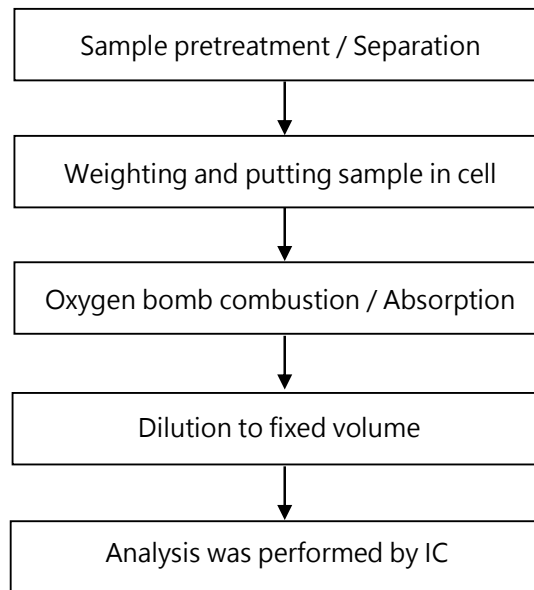 Sample pretreatment / Separation
Weighting and putting sample in cell
Oxygen bomb combustion / Absorption
Dilution to fixed volume
Analysis was performed by IC